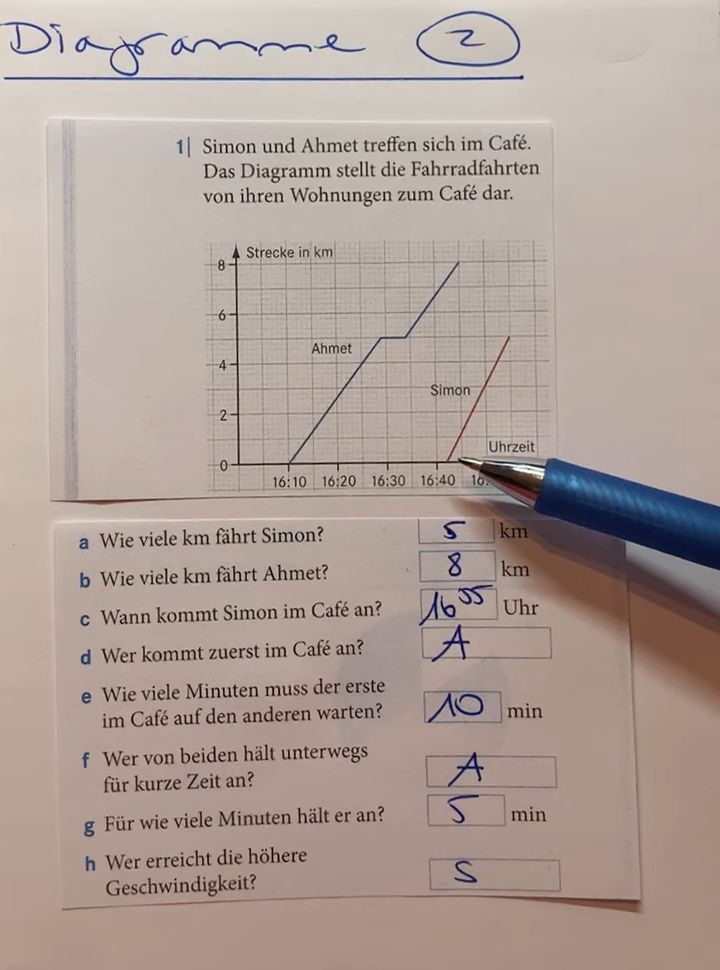 Diagramme 2
1| Simon und Ahmet treffen sich im Café.
Das Diagramm stellt die Fahrradfahrten
von ihren Wohnungen zum Café dar.
Strecke in km
8
6
Ahmet
4
Simon
2
Uhrzeit
0
16:10 16:20 16:30 16:40 16:
a Wie viele km fährt Simon? 5 km
b Wie viele km fährt Ahmet? 8 km
c Wann kommt Simon im Café an? 16⁵⁵ Uhr
d Wer kommt zuerst im Café an? A
e Wie viele Minuten muss der erste
im Café auf den anderen warten? 10 min
f Wer von beiden hält unterwegs
für kurze Zeit an? A
g Für wie viele Minuten hält er an? 5 min
h Wer erreicht die höhere
Geschwindigkeit? S